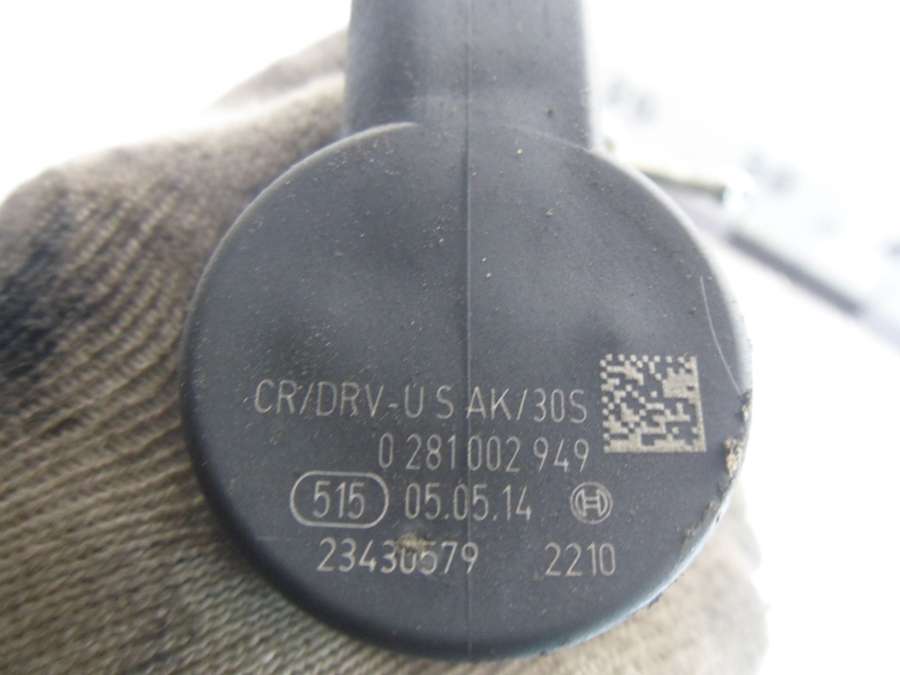 CR/DRV-U S AK/30S
0 281 002 949
515 05.05.14 H
23430579 2210